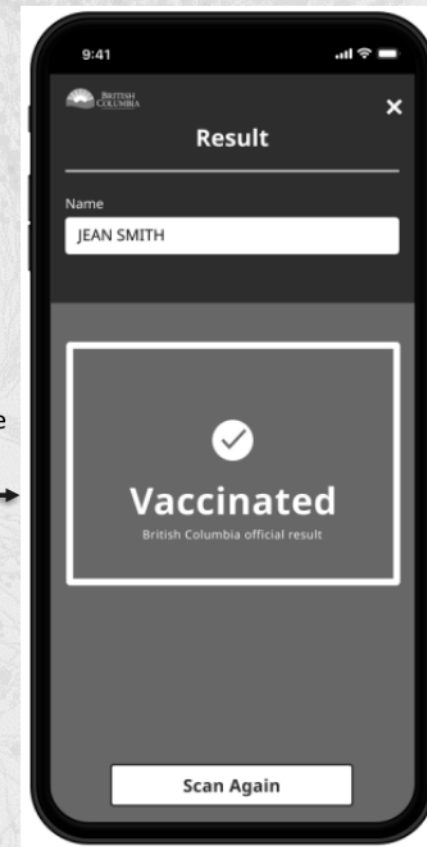 9:41
BRITISH
COLUMBIA
Result
Name
JEAN SMITH
e
Vaccinated
British Columbia official result
Scan Again